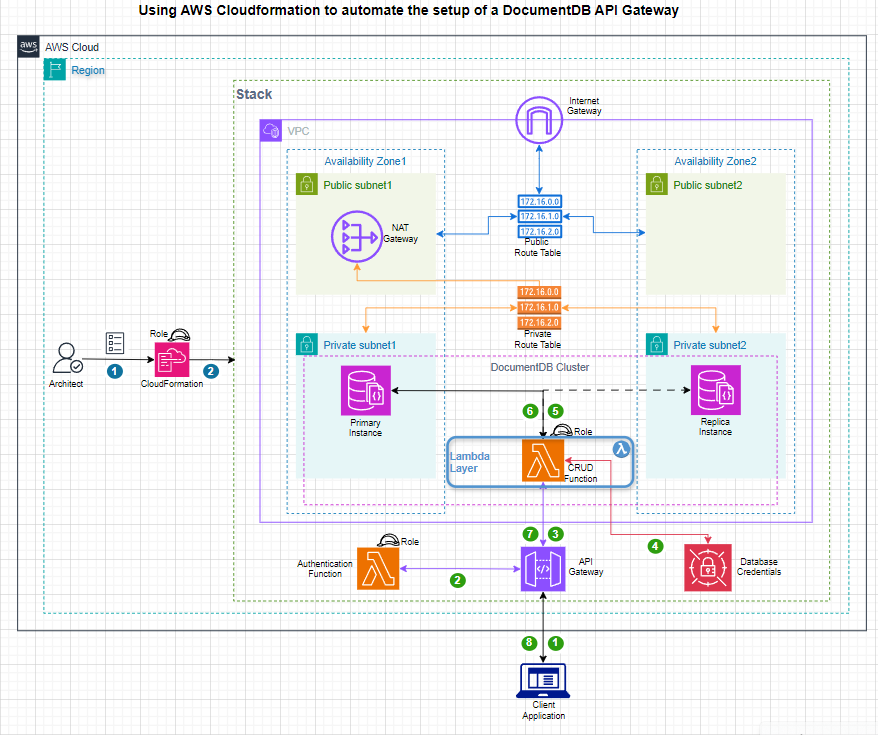 Using AWS Cloudformation to automate the setup of a DocumentDB API Gateway
aws
AWS Cloud
Region
Stack
Internet
Gateway
VPC
Availability Zone1
Availability Zone2
Public subnet1
Public subnet2
NAT
Gateway
172.16.0.0
172.16.1.0
172.16.2.0
Public
Route Table
172.16.0.0
172.16.1.0
172.16.2.0
Private
Route Table
Private subnet1
Private subnet2
Role
Architect
1
CloudFormation
2
DocumentDB Cluster
Primary
Instance
Replica
Instance
6
5
Role
Lambda
Layer
CRUD
Function
7
3
4
Role
Authentication
Function
2
API
Gateway
Database
Credentials
8
1
Client
Application